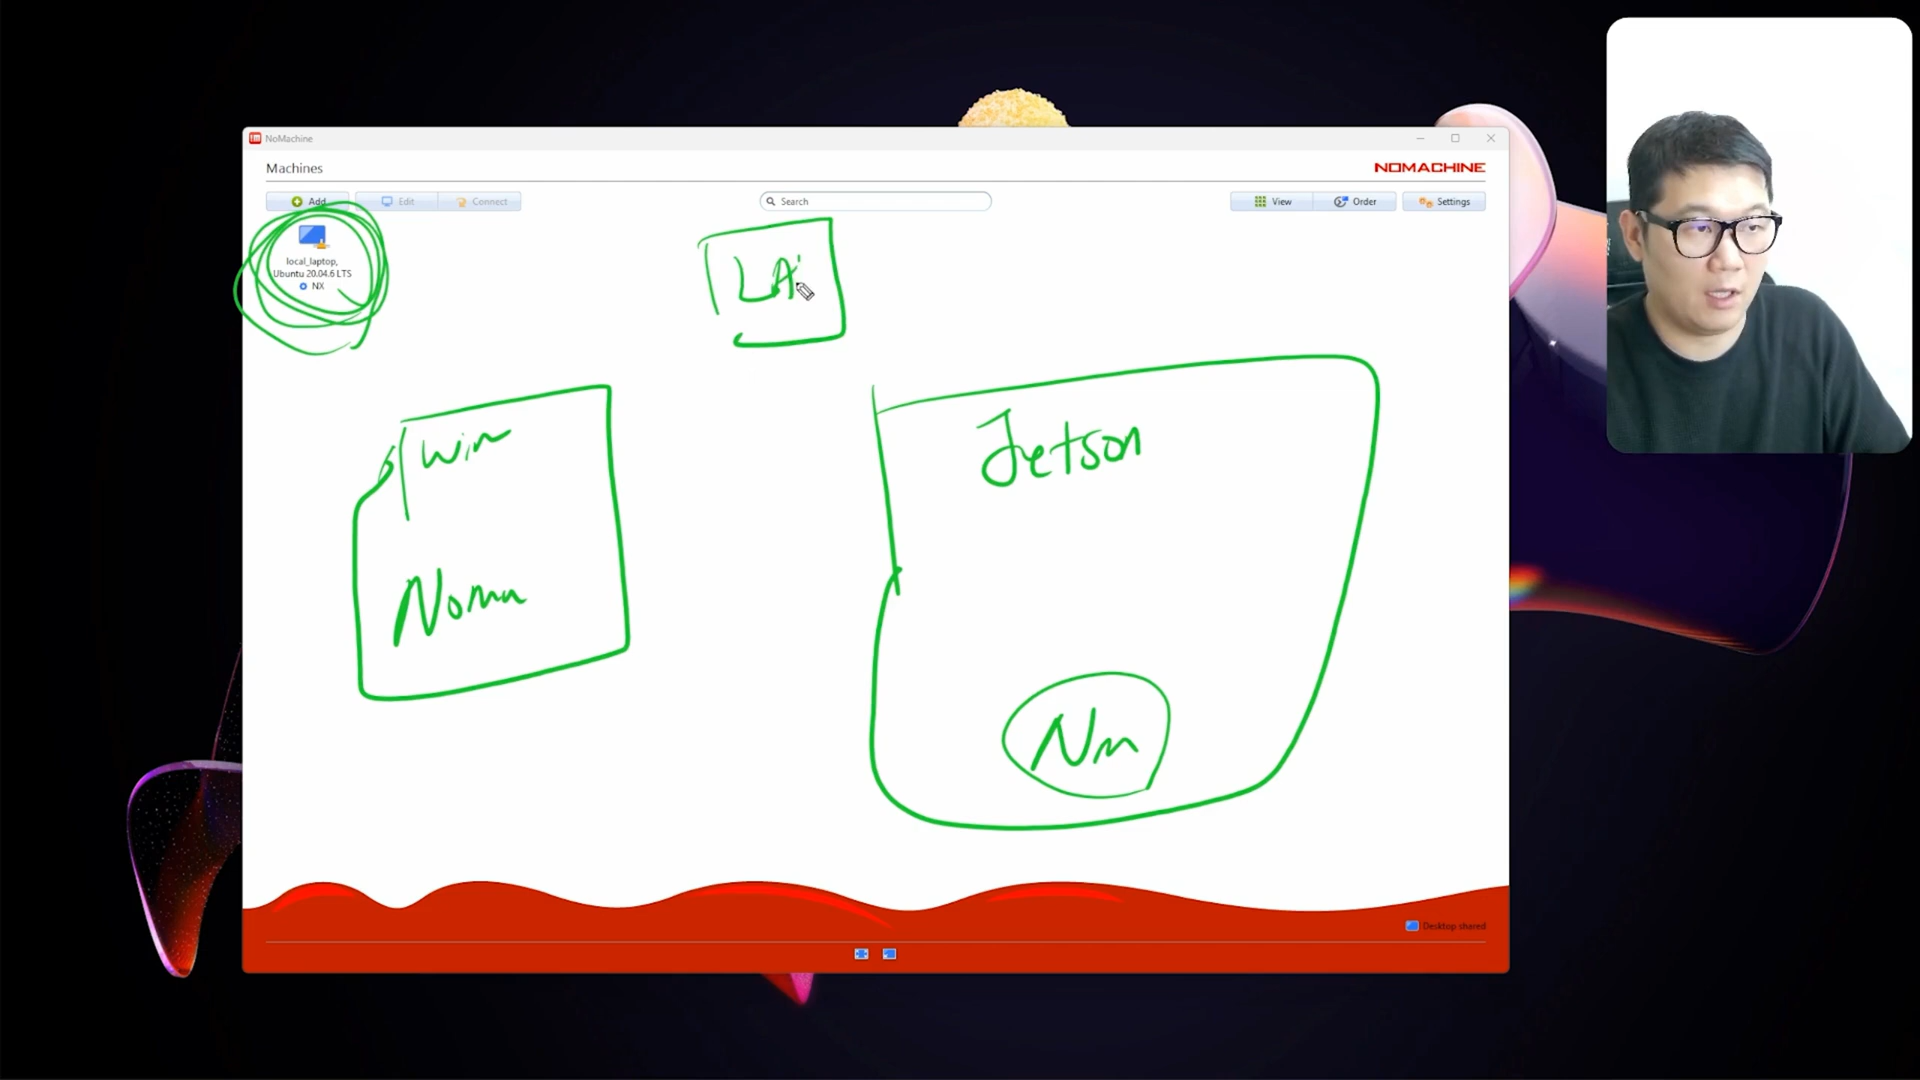 NoMachine
Machines
NOMACHINE
Add
Edit
Connect
Search
View
Order
Settings
local_laptop,
Ubuntu 20.04.6 LTS
NX
LA
Win
Jetson
Noma
Nm
Desktop shared